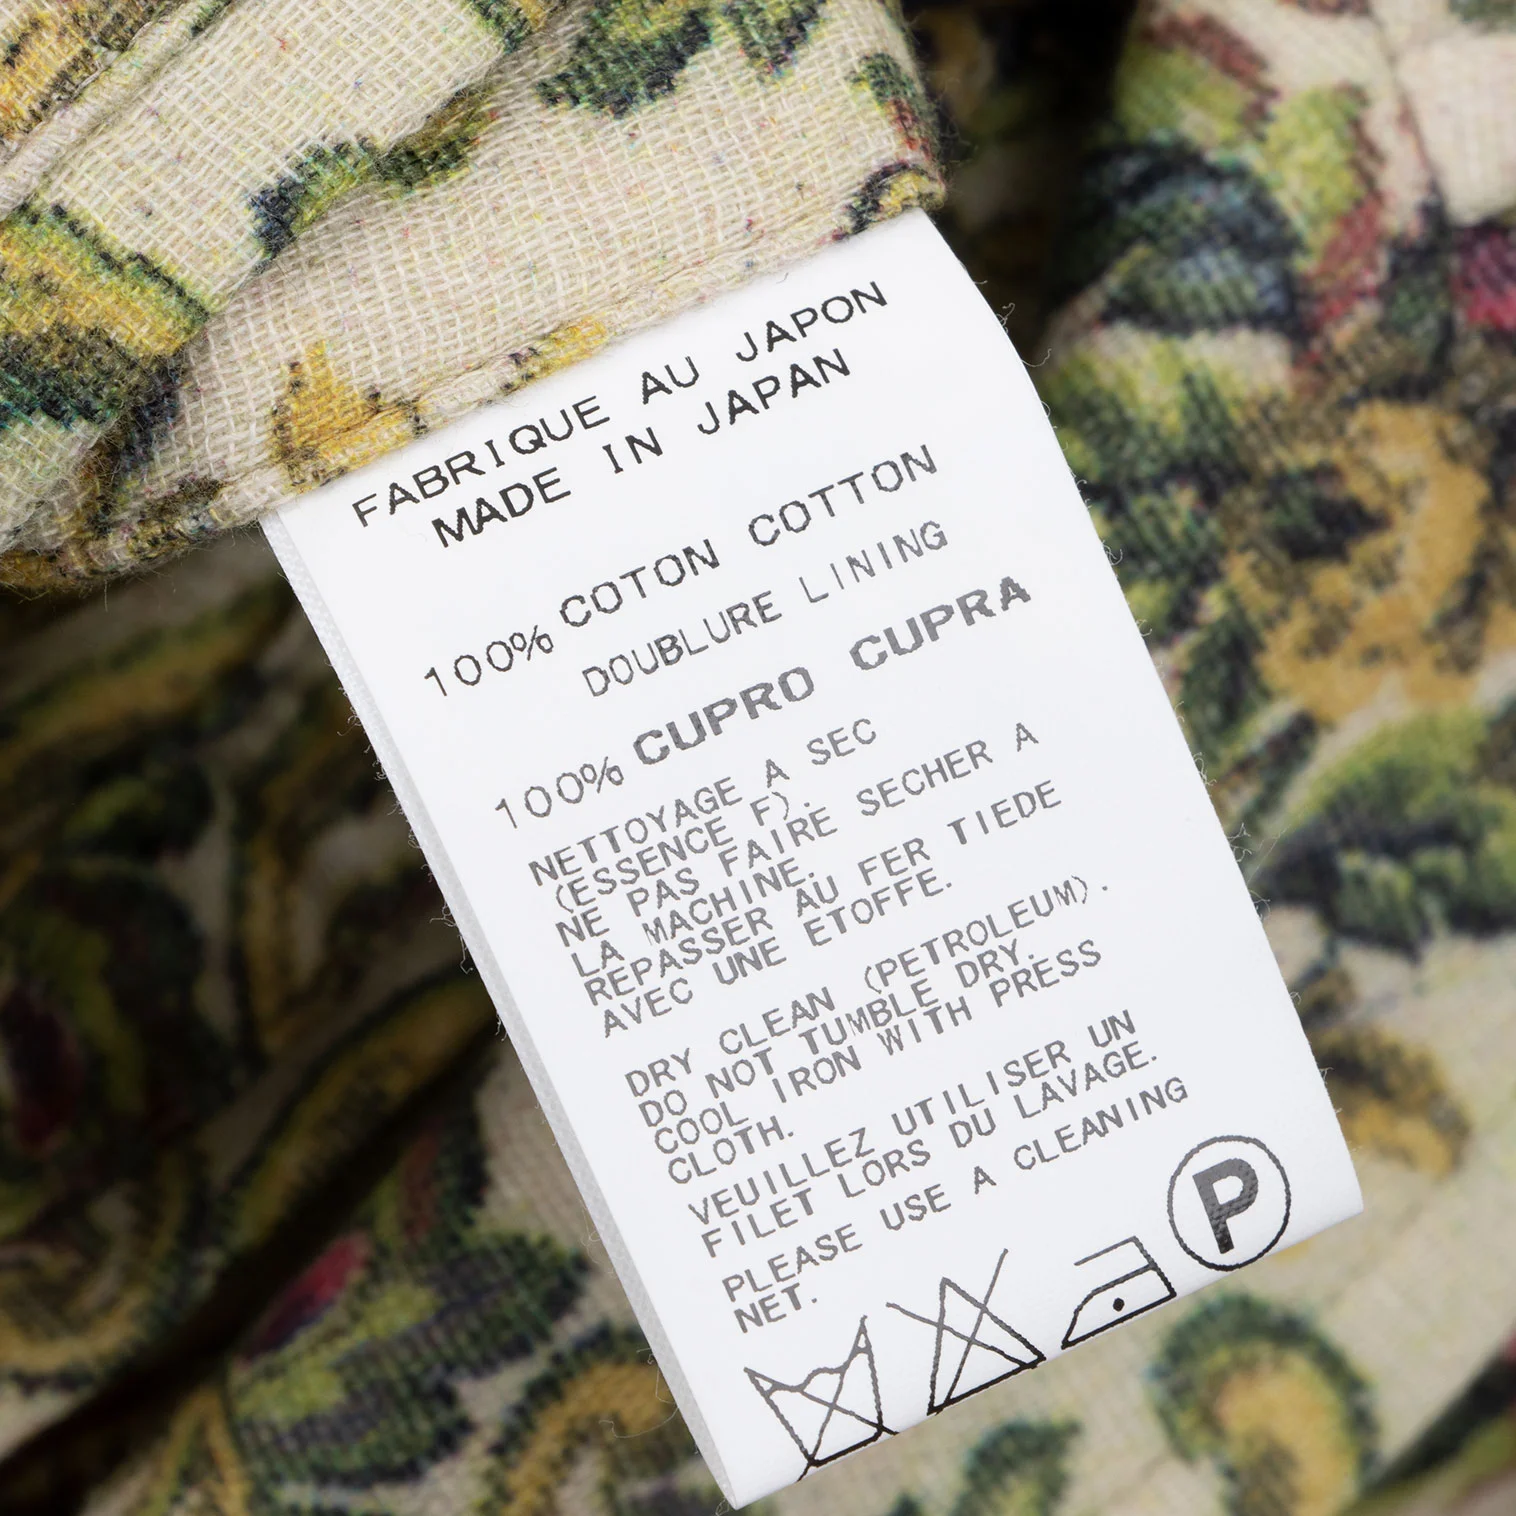 FABRIQUE AU JAPON
MADE IN JAPAN
100% COTON COTTON
DOUBLURE LINING
100% CUPRO CUPRA
NETTOYAGE A SEC
(ESSENCE F).
NE PAS FAIRE SECHER A
LA MACHINE.
REPASSER AU FER TIEDE
AVEC UNE ETOFFE.
DRY CLEAN (PETROLEUM).
DO NOT TUMBLE DRY.
COOL IRON WITH PRESS
CLOTH.
VEUILLEZ UTILISER UN
FILET LORS DU LAVAGE.
PLEASE USE A CLEANING
NET.
P